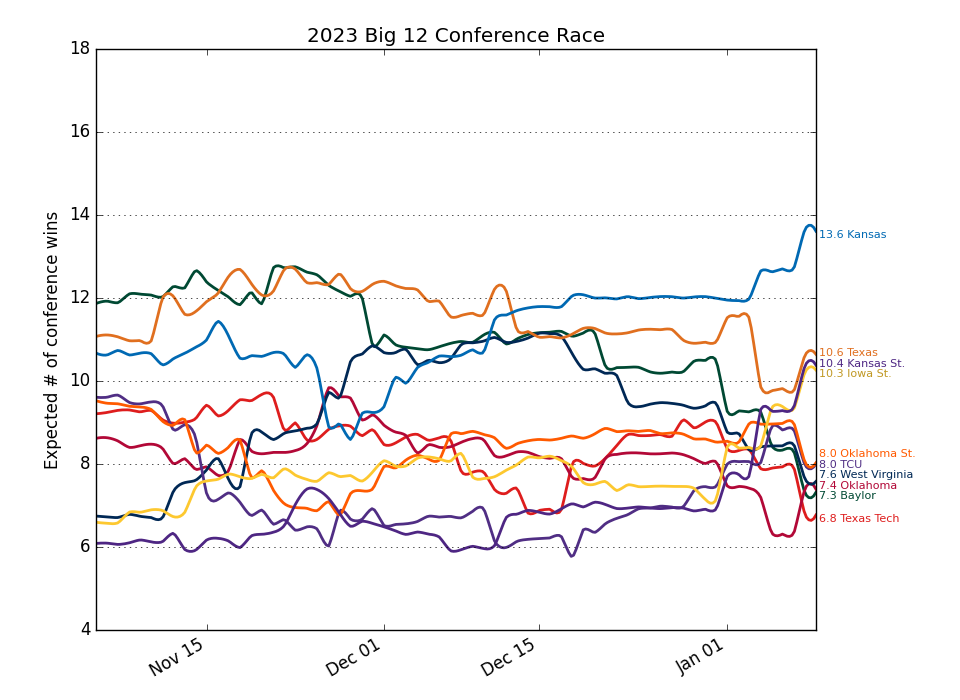 2023 Big 12 Conference Race
Expected # of conference wins
18
16
14
12
10
8
6
4
Nov 15
Dec 01
Dec 15
Jan 01
13.6 Kansas
10.6 Texas
10.4 Kansas St.
10.3 Iowa St.
8.0 Oklahoma St.
8.0 TCU
7.6 West Virginia
7.4 Oklahoma
7.3 Baylor
6.8 Texas Tech